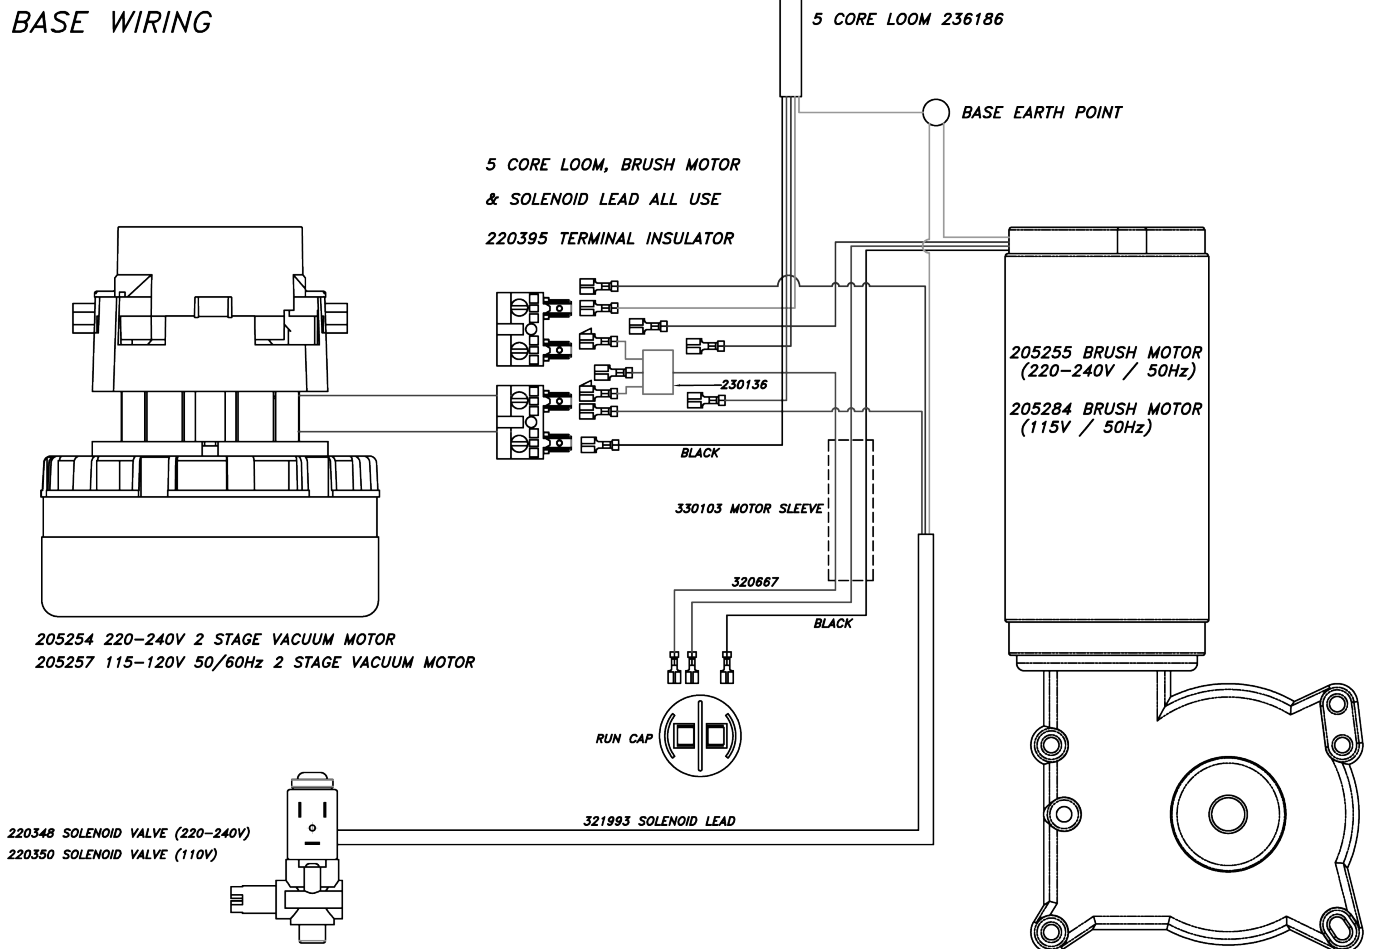 BASE WIRING
5 CORE LOOM 236186
BASE EARTH POINT
5 CORE LOOM, BRUSH MOTOR
& SOLENOID LEAD ALL USE
220395 TERMINAL INSULATOR
205255 BRUSH MOTOR
(220-240V / 50Hz)
205284 BRUSH MOTOR
(115V / 50Hz)
230136
BLACK
330103 MOTOR SLEEVE
320667
BLACK
205254 220-240V 2 STAGE VACUUM MOTOR
205257 115-120V 50/60Hz 2 STAGE VACUUM MOTOR
RUN CAP
321993 SOLENOID LEAD
220348 SOLENOID VALVE (220-240V)
220350 SOLENOID VALVE (110V)